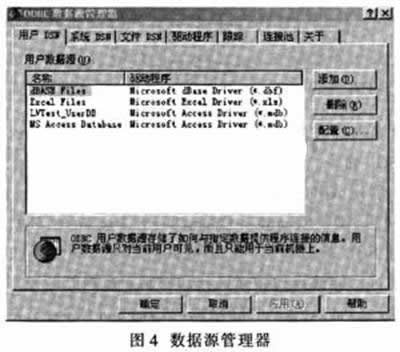 ODBC 数据源管理器
用户 DSN 系统 DSN 文件 DSN 驱动程序 跟踪 连接池 关于
用户数据源(U)
名称 驱动程序 添加(D)
dBASE Files Microsoft dBase Driver (*.dbf)
Excel Files Microsoft Excel Driver (*.xls) 删除(R)
LVTest_UserDD Microsoft Access Driver (*.mdb)
MS Access Database Microsoft Access Driver (*.mdb) 配置(C)...
ODBC 用户数据源存储了如何与指定数据提供程序连接的信息。用
户数据源只对当前用户可见,而且只能用于当前机器上。
确定 取消 应用(A) 帮助
图4 数据源管理器